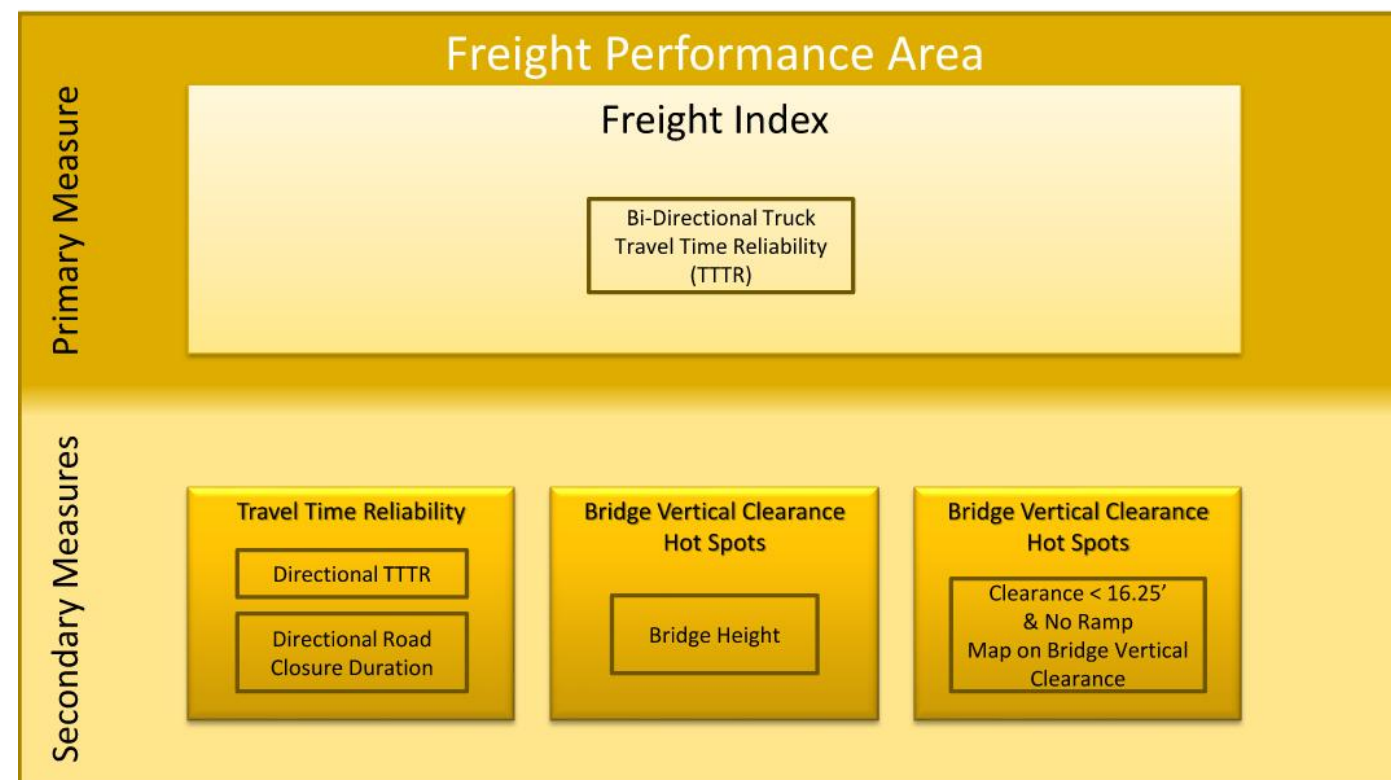 Freight Performance Area
Primary Measure
Freight Index
Bi-Directional Truck
Travel Time Reliability
(TTTR)
Secondary Measures
Travel Time Reliability
Directional TTTR
Directional Road
Closure Duration
Bridge Vertical Clearance
Hot Spots
Bridge Height
Bridge Vertical Clearance
Hot Spots
Clearance < 16.25’
& No Ramp
Map on Bridge Vertical
Clearance